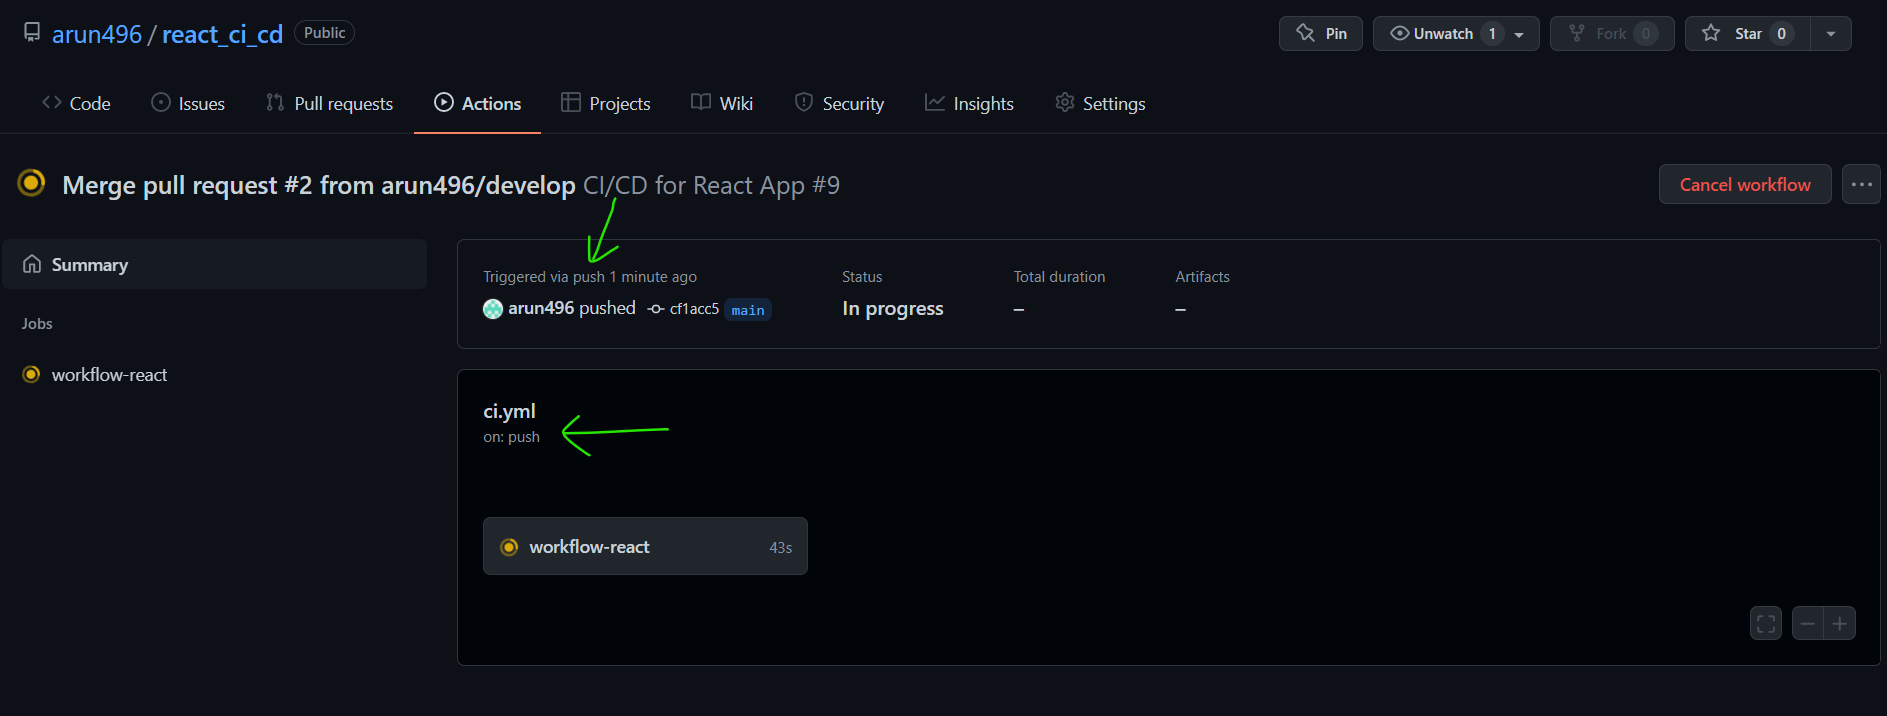 arun496 / react_ci_cd Public Pin Unwatch 1 Fork 0 Star 0
Code Issues Pull requests Actions Projects Wiki Security Insights Settings
Merge pull request #2 from arun496/develop CI/CD for React App #9 Cancel workflow ...
Summary
Jobs
workflow-react
Triggered via push 1 minute ago Status Total duration Artifacts
arun496 pushed cf1acc5 main In progress – –
ci.yml
on: push
workflow-react 43s